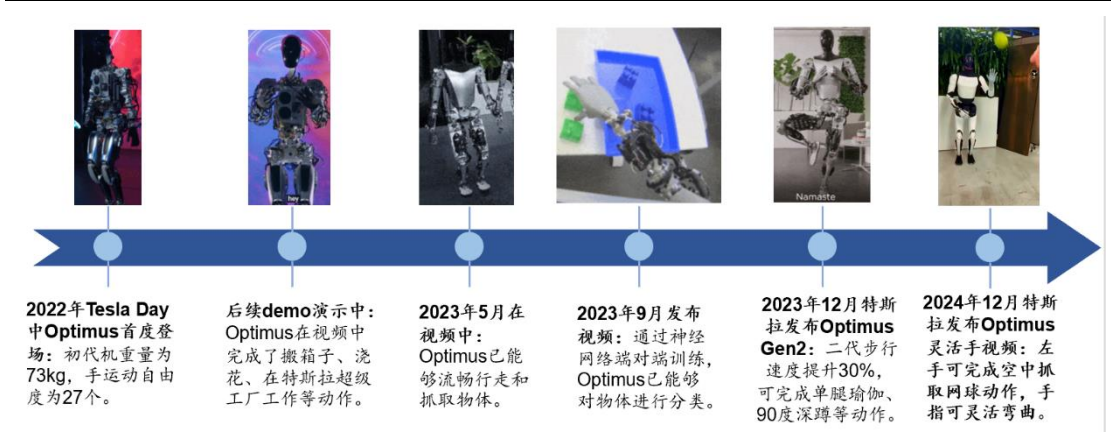 hey
Namaste
2022年Tesla Day
中Optimus首度登
场：初代机重量为
73kg，手运动自由
度为27个。
后续demo演示中：
Optimus在视频中
完成了搬箱子、浇
花、在特斯拉超级
工厂工作等动作。
2023年5月在
视频中：
Optimus已能
够流畅行走和
抓取物体。
2023年9月发布
视频：通过神经
网络端对端训练，
Optimus已能够
对物体进行分类。
2023年12月特斯
拉发布Optimus
Gen2：二代步行
速度提升30%，
可完成单腿瑜伽、
90度深蹲等动作。
2024年12月特斯
拉发布Optimus
灵活手视频：左
手可完成空中抓
取网球动作，手
指可灵活弯曲。